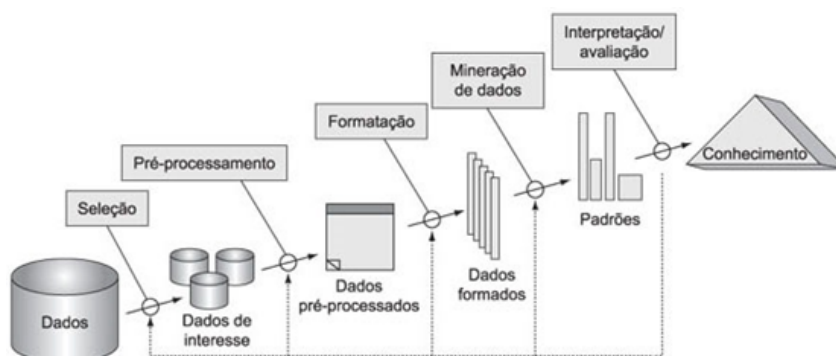 Interpretação/
avaliação
Mineração
de dados
Formatação
Pré-processamento
Seleção
Conhecimento
Padrões
Dados
formados
Dados
pré-processados
Dados de
interesse
Dados